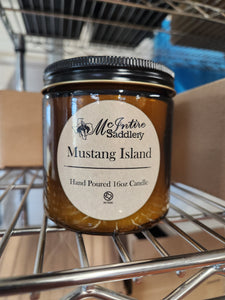 McIntire
Saddlery
Mustang Island
Hand Poured 16oz Candle